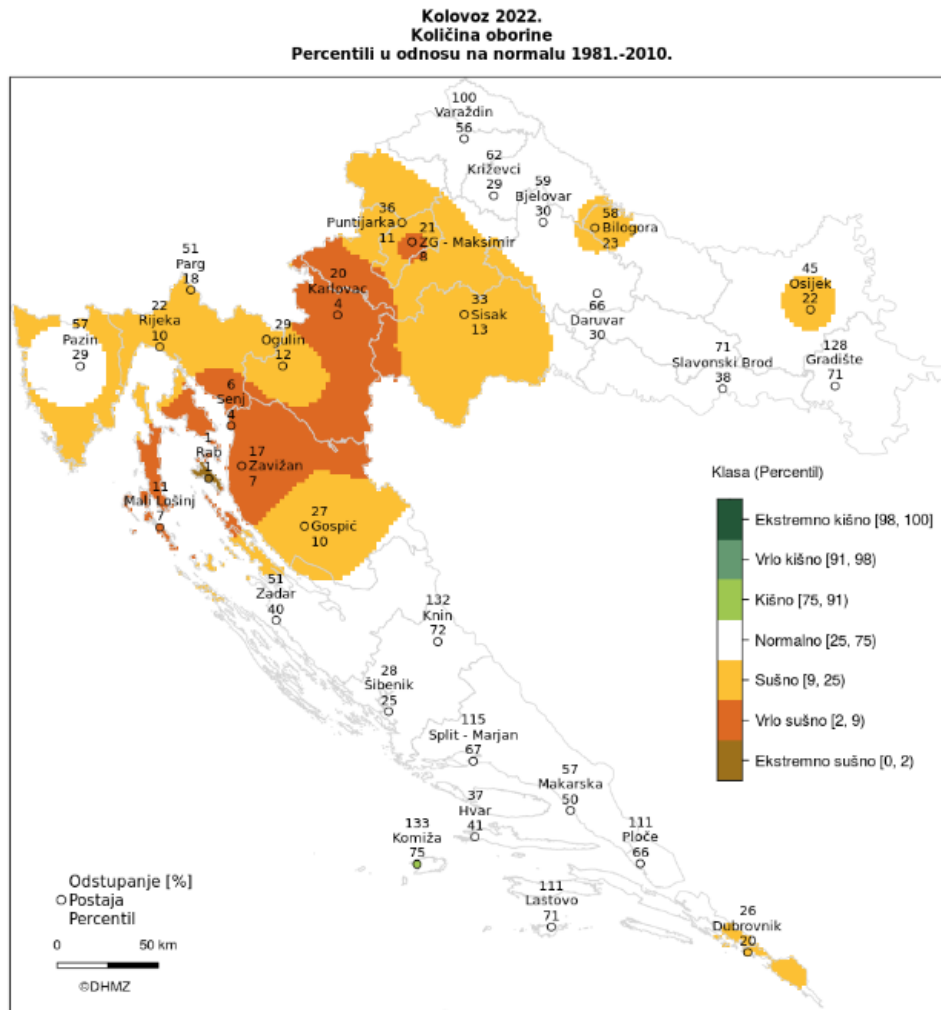 Kolovoz 2022.
Količina oborine
Percentili u odnosu na normalu 1981.-2010.
100
Varaždin
56
62
Križevci
29
59
Bjelovar
30
58
Bilogora
23
36
Puntijarka
11
21
ZG - Maksimir
8
51
Parg
18
20
Karlovac
4
33
Sisak
13
66
Daruvar
30
45
Osijek
22
57
Pazin
29
22
Rijeka
10
29
Ogulin
12
71
Slavonski Brod
38
128
Gradište
71
6
Senj
4
1
Rab
1
17
Zavižan
7
11
Mali Lošinj
7
27
Gospić
10
51
Zadar
40
132
Knin
72
28
Šibenik
25
115
Split - Marjan
67
57
Makarska
50
37
Hvar
41
133
Komiža
75
111
Ploče
66
111
Lastovo
71
26
Dubrovnik
20
Klasa (Percentil)
Ekstremno kišno [98, 100]
Vrlo kišno [91, 98)
Kišno [75, 91)
Normalno [25, 75)
Sušno [9, 25)
Vrlo sušno [2, 9)
Ekstremno sušno [0, 2)
Odstupanje [%]
Postaja
Percentil
0 50 km
©DHMZ